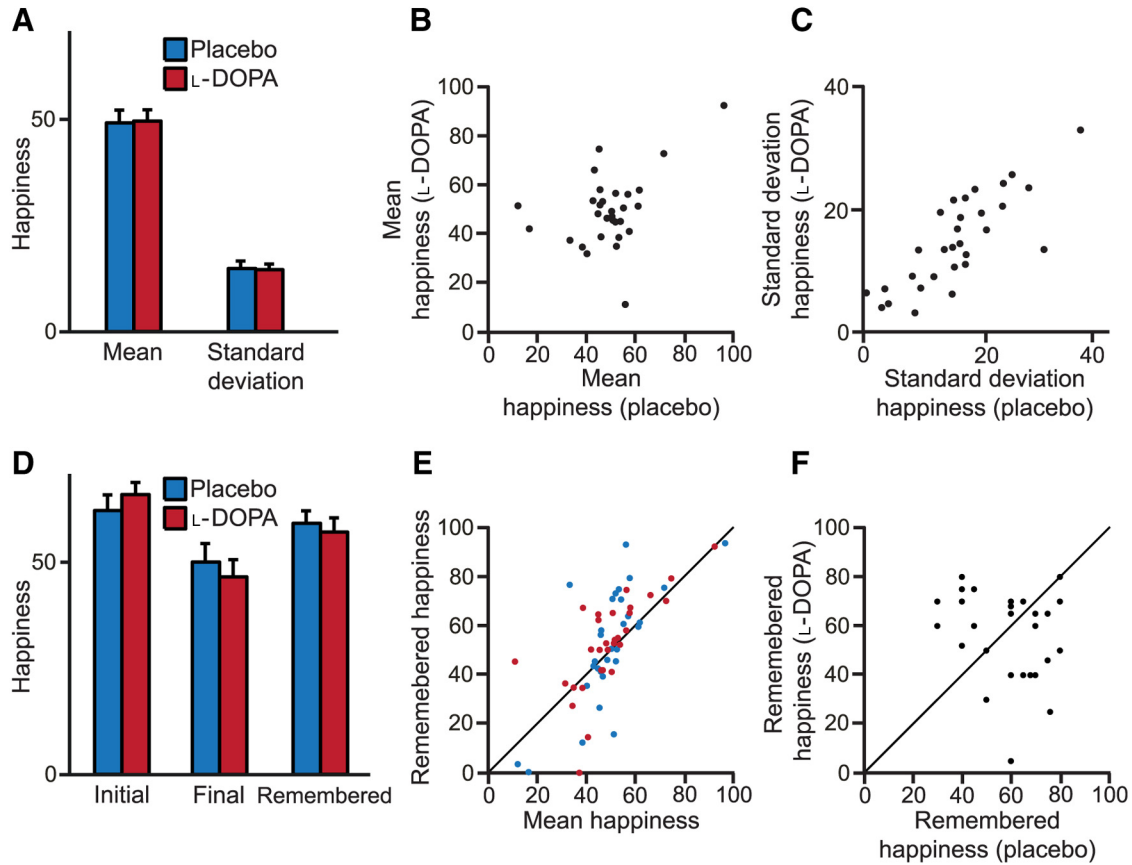 A
Placebo
L-DOPA
Happiness
50
0
Mean
Standard
deviation
B
Mean
happiness (L-DOPA)
100
80
60
40
20
0
0 20 40 60 80 100
Mean
happiness (placebo)
C
Standard devation
happiness (L-DOPA)
40
20
0
0 20 40
Standard deviation
happiness (placebo)
D
Placebo
L-DOPA
Happiness
50
0
Initial Final Remembered
E
Rememebered happiness
100
80
60
40
20
0
0 20 40 60 80 100
Mean happiness
F
Rememebered
happiness (L-DOPA)
100
80
60
40
20
0
0 20 40 60 80 100
Remembered
happiness (placebo)